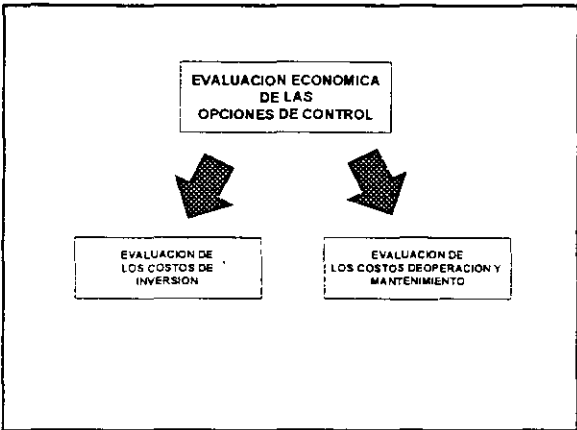 EVALUACION ECONOMICA
DE LAS
OPCIONES DE CONTROL
EVALUACION DE
LOS COSTOS DE
INVERSION
EVALUACION DE
LOS COSTOS DEOPERACION Y
MANTENIMIENTO